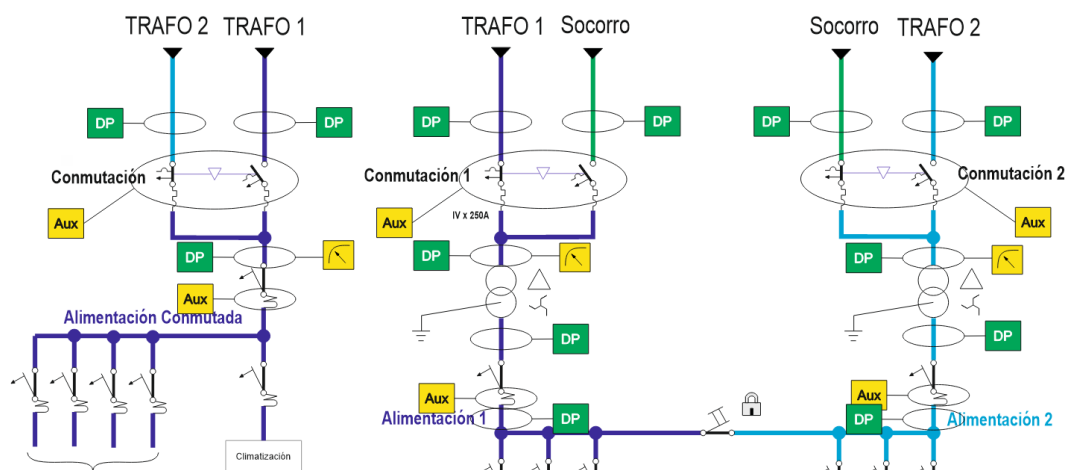 TRAFO 2 TRAFO 1 TRAFO 1 Socorro Socorro TRAFO 2
DP DP DP DP DP DP
Conmutación Conmutación 1 Conmutación 2
Aux Aux IV x 250A Aux
DP DP DP
Aux
Alimentación Conmutada
DP DP
Aux Aux
Alimentación 1 DP DP Alimentación 2
Climatización